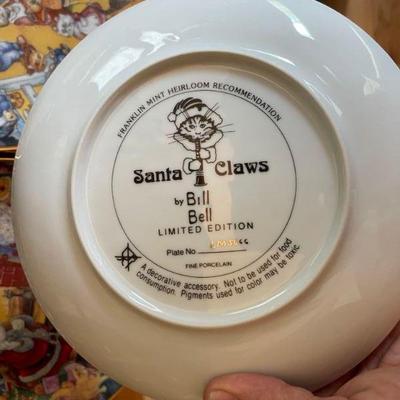 FRANKLIN MINT HEIRLOOM RECOMMENDATION
Santa Claws
by Bill
Bell
LIMITED EDITION
Plate No.
FINE PORCELAIN
A decorative accessory. Not to be used for food
consumption. Pigments used for color may be toxic.